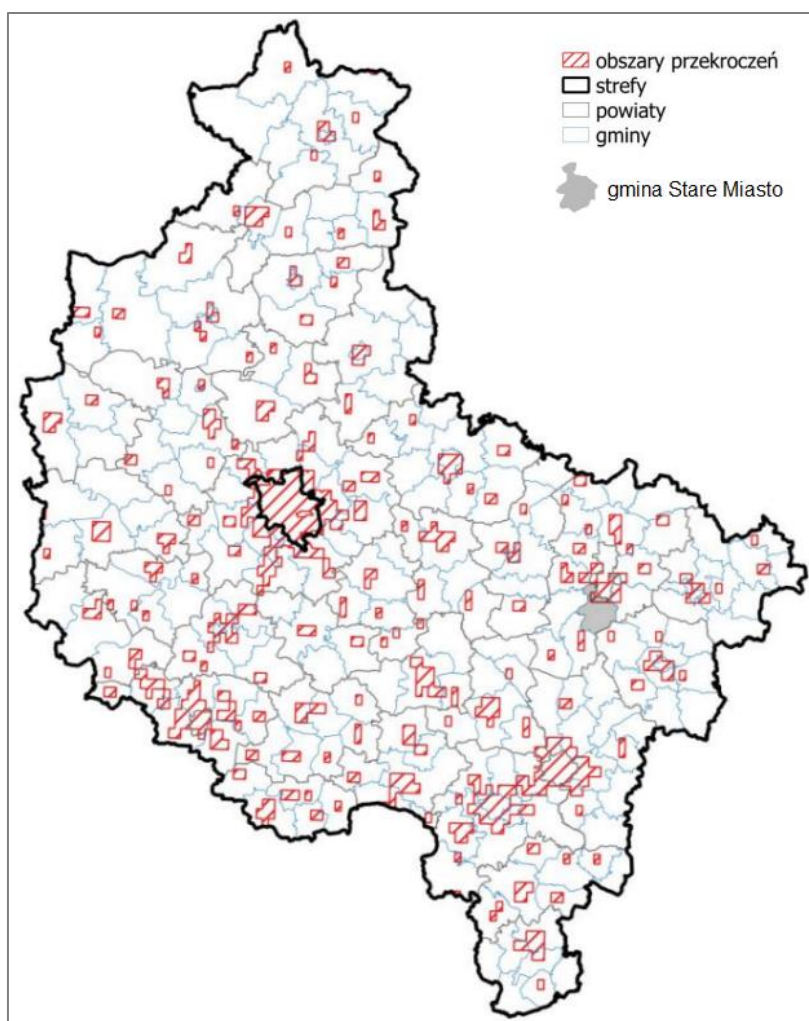 obszary przekroczeń
strefy
powiaty
gminy
gmina Stare Miasto